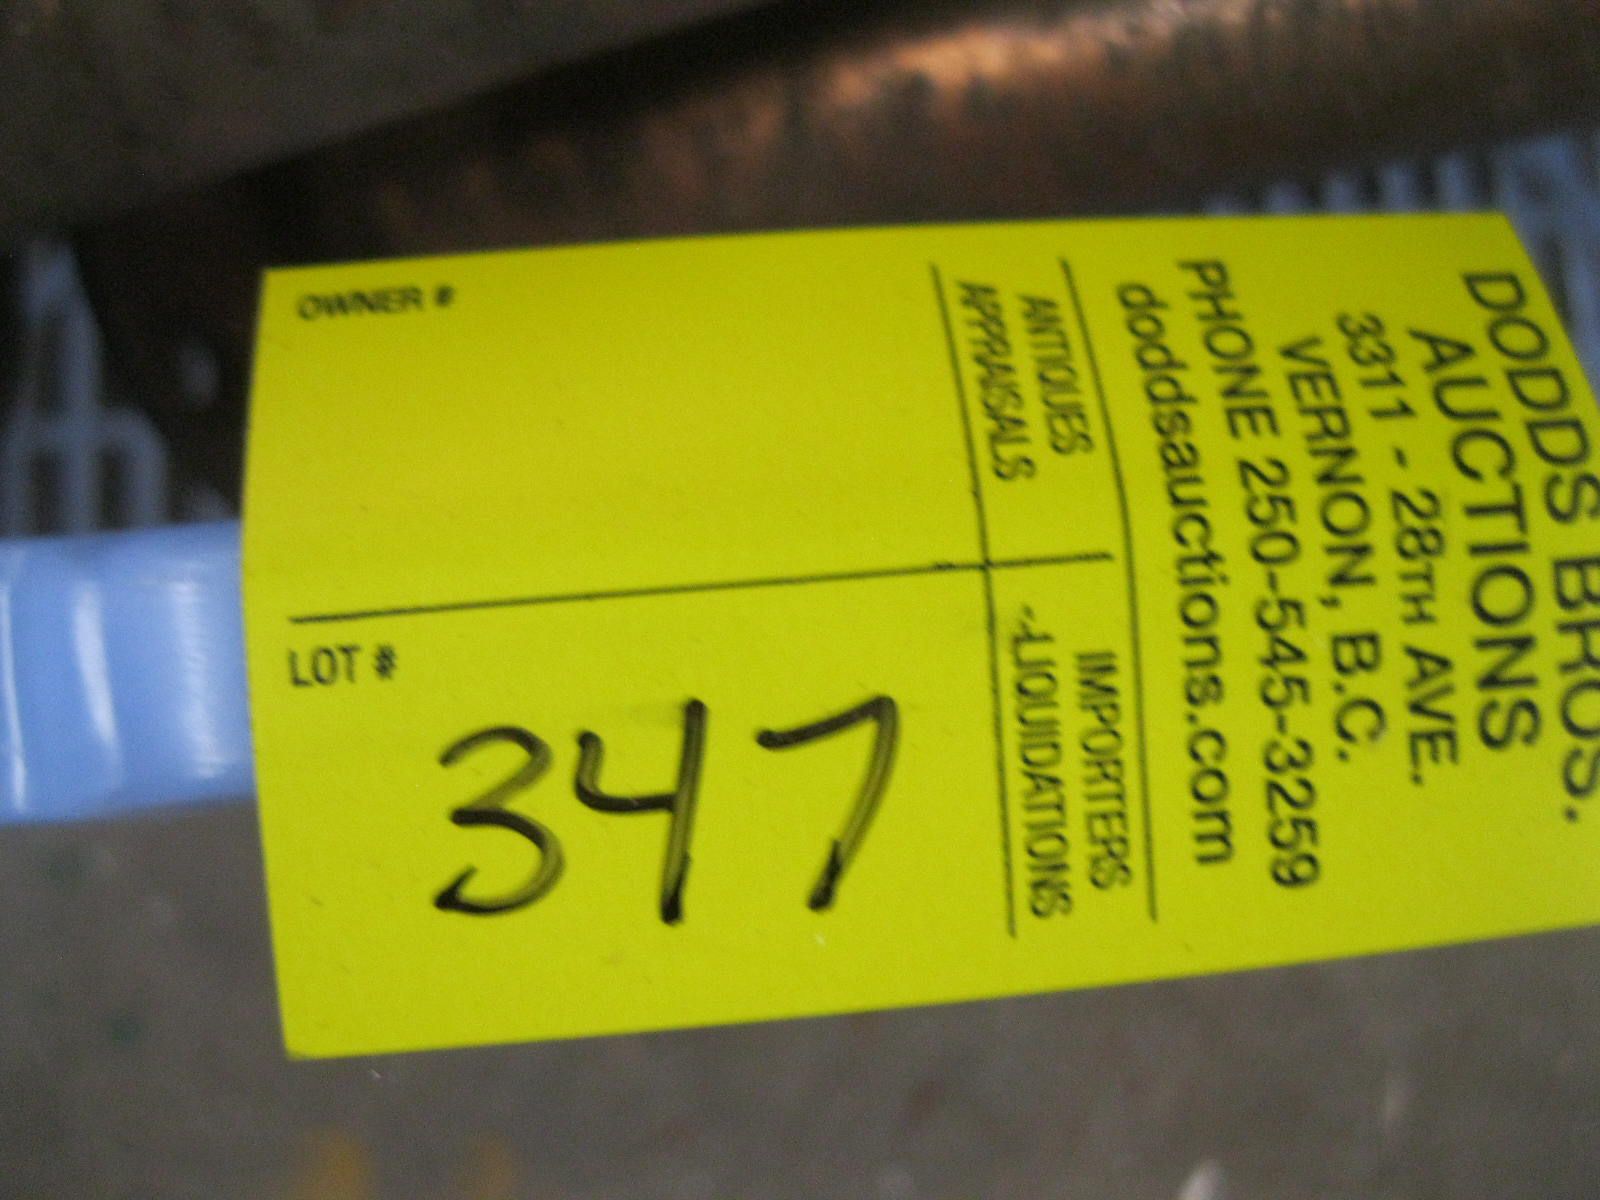 DODDS BROS.
AUCTIONS
3311 - 28TH AVE.
VERNON, B.C.
PHONE 250-545-3259
doddsauctions.com
ANTIQUES
APPRAISALS
IMPORTERS
LIQUIDATIONS
OWNER #
LOT #
347